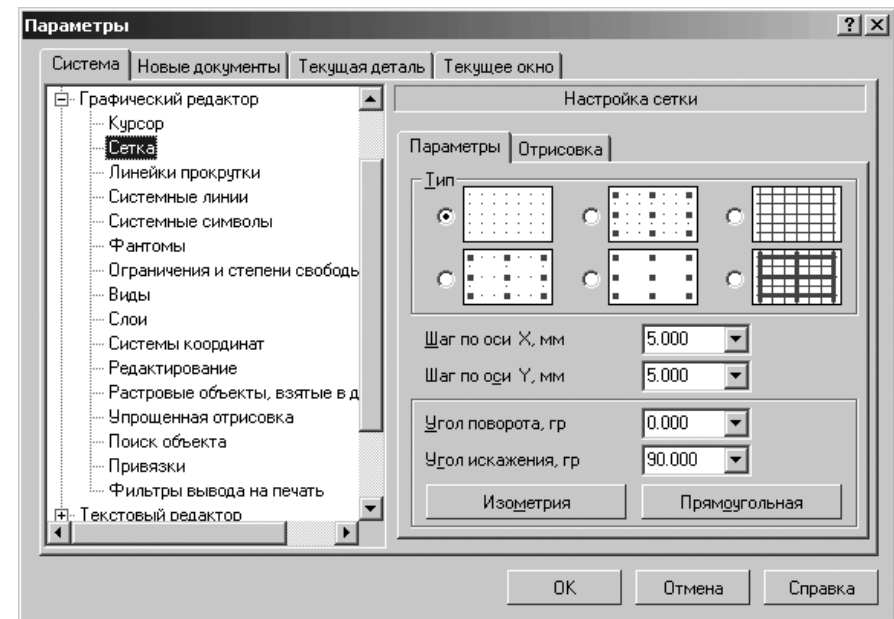 Параметры
Система Новые документы Текущая деталь Текущее окно
Графический редактор
Курсор
Сетка
Линейки прокрутки
Системные линии
Системные символы
Фантомы
Ограничения и степени свободы
Виды
Слои
Системы координат
Редактирование
Растровые объекты, взятые в д
Упрощенная отрисовка
Поиск объекта
Привязки
Фильтры вывода на печать
Текстовый редактор
Настройка сетки
Параметры Отрисовка
Тип
Шаг по оси X, мм 5.000
Шаг по оси Y, мм 5.000
Угол поворота, гр 0.000
Угол искажения, гр 90.000
Изометрия Прямоугольная
OK Отмена Справка